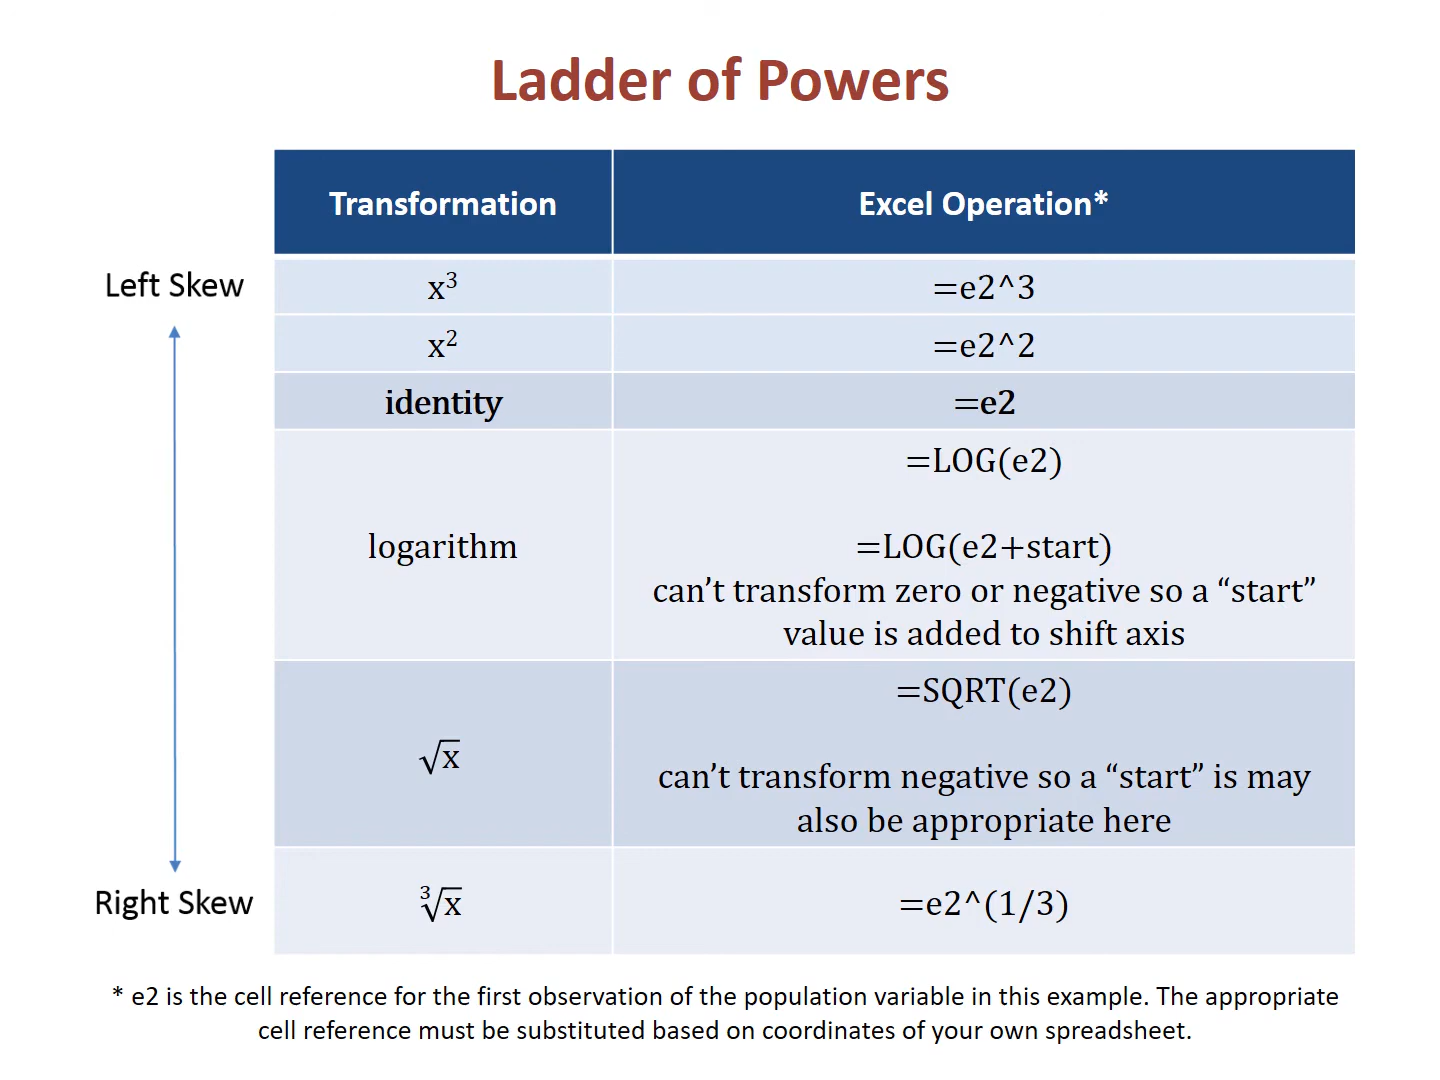 Ladder of Powers
Transformation
Excel Operation*
Left Skew
x³
=e2^3
x²
=e2^2
identity
=e2
logarithm
=LOG(e2)
=LOG(e2+start)
can’t transform zero or negative so a “start”
value is added to shift axis
√x
=SQRT(e2)
can’t transform negative so a “start” is may
also be appropriate here
Right Skew
∛x
=e2^(1/3)
* e2 is the cell reference for the first observation of the population variable in this example. The appropriate
cell reference must be substituted based on coordinates of your own spreadsheet.